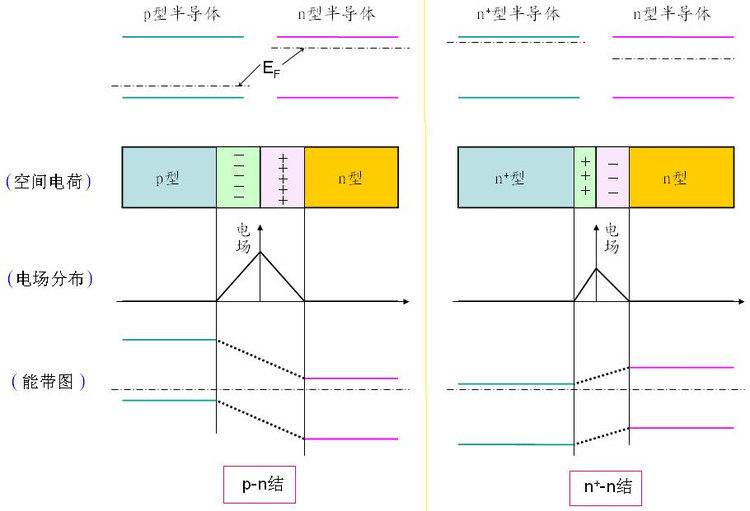 p型半导体
n型半导体
n⁺型半导体
n型半导体
E_F
(空间电荷)
p型
－－－－
+++++
n型
n⁺型
+++
－－－
n型
(电场分布)
电场
电场
(能带图)
p-n结
n⁺-n结